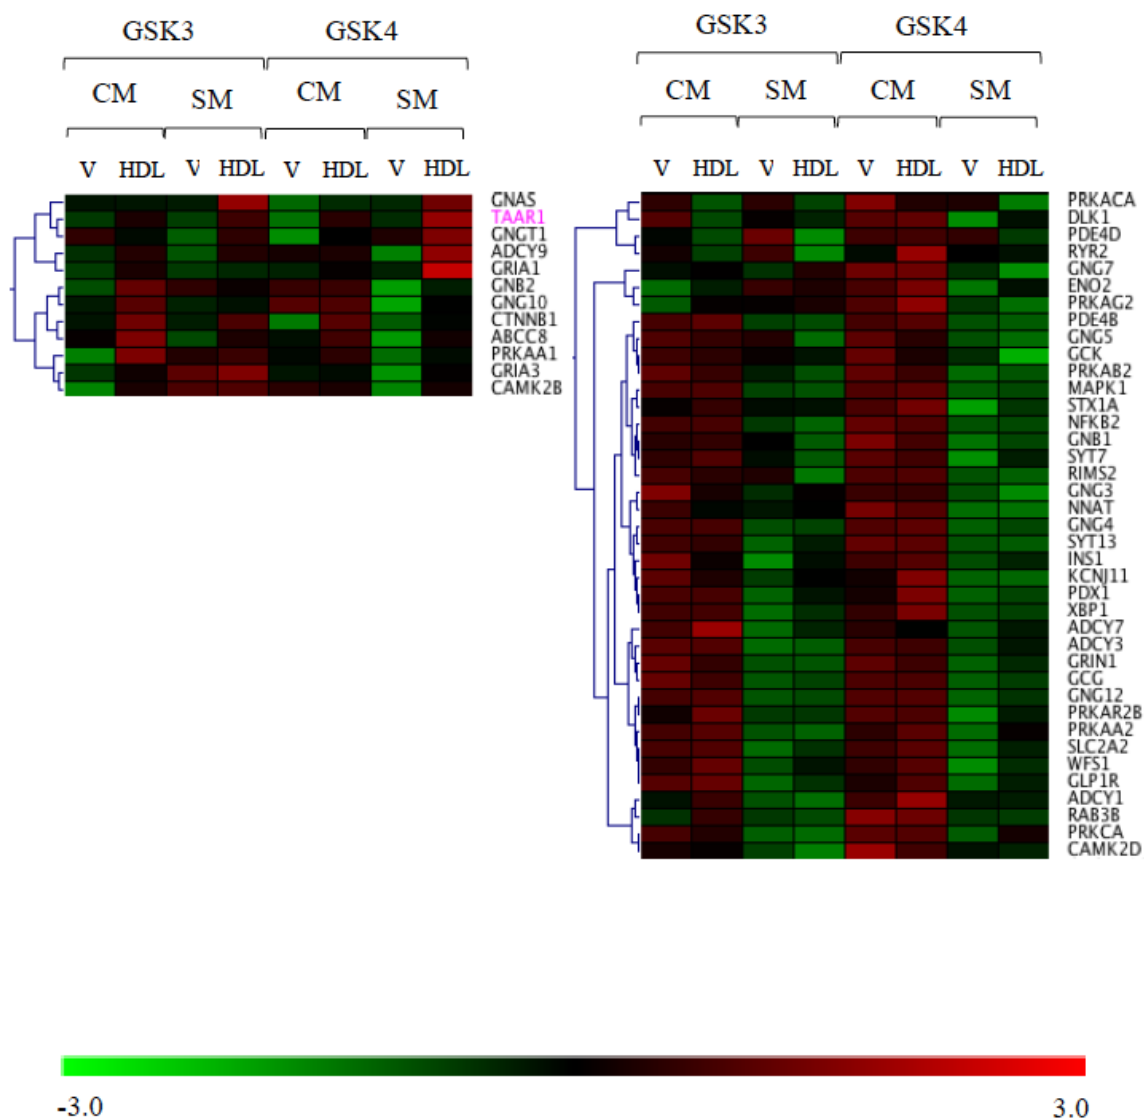 GSK3 GSK4
CM SM CM SM
V HDL V HDL V HDL V HDL
GNAS
TAAR1
GNGT1
ADCY9
GRIA1
GNB2
GNG10
CTNNB1
ABCC8
PRKAA1
GRIA3
CAMK2B
GSK3 GSK4
CM SM CM SM
V HDL V HDL V HDL V HDL
PRKACA
DLK1
PDE4D
RYR2
GNG7
ENO2
PRKAG2
PDE4B
GNG5
GCK
PRKAB2
MAPK1
STX1A
NFKB2
GNB1
SYT7
RIMS2
GNG3
NNAT
GNG4
SYT13
INS1
KCNJ11
PDX1
XBP1
ADCY7
ADCY3
GRIN1
GCG
GNG12
PRKAR2B
PRKAA2
SLC2A2
WFS1
GLP1R
ADCY1
RAB3B
PRKCA
CAMK2D
-3.0 3.0